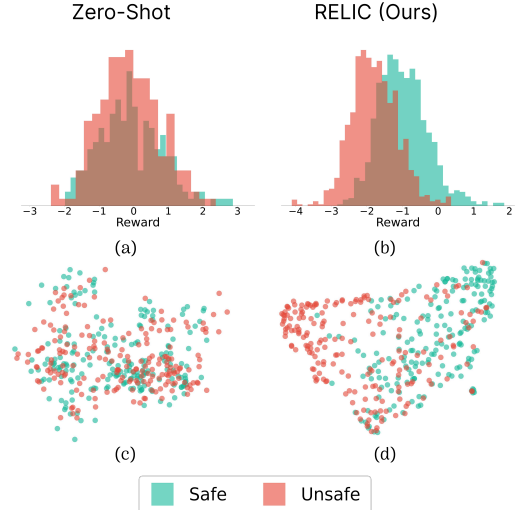 Zero-Shot
RELIC (Ours)
−3 −2 −1 0 1 2 3
Reward
−4 −3 −2 −1 0 1 2
Reward
(a)
(b)
(c)
(d)
Safe
Unsafe